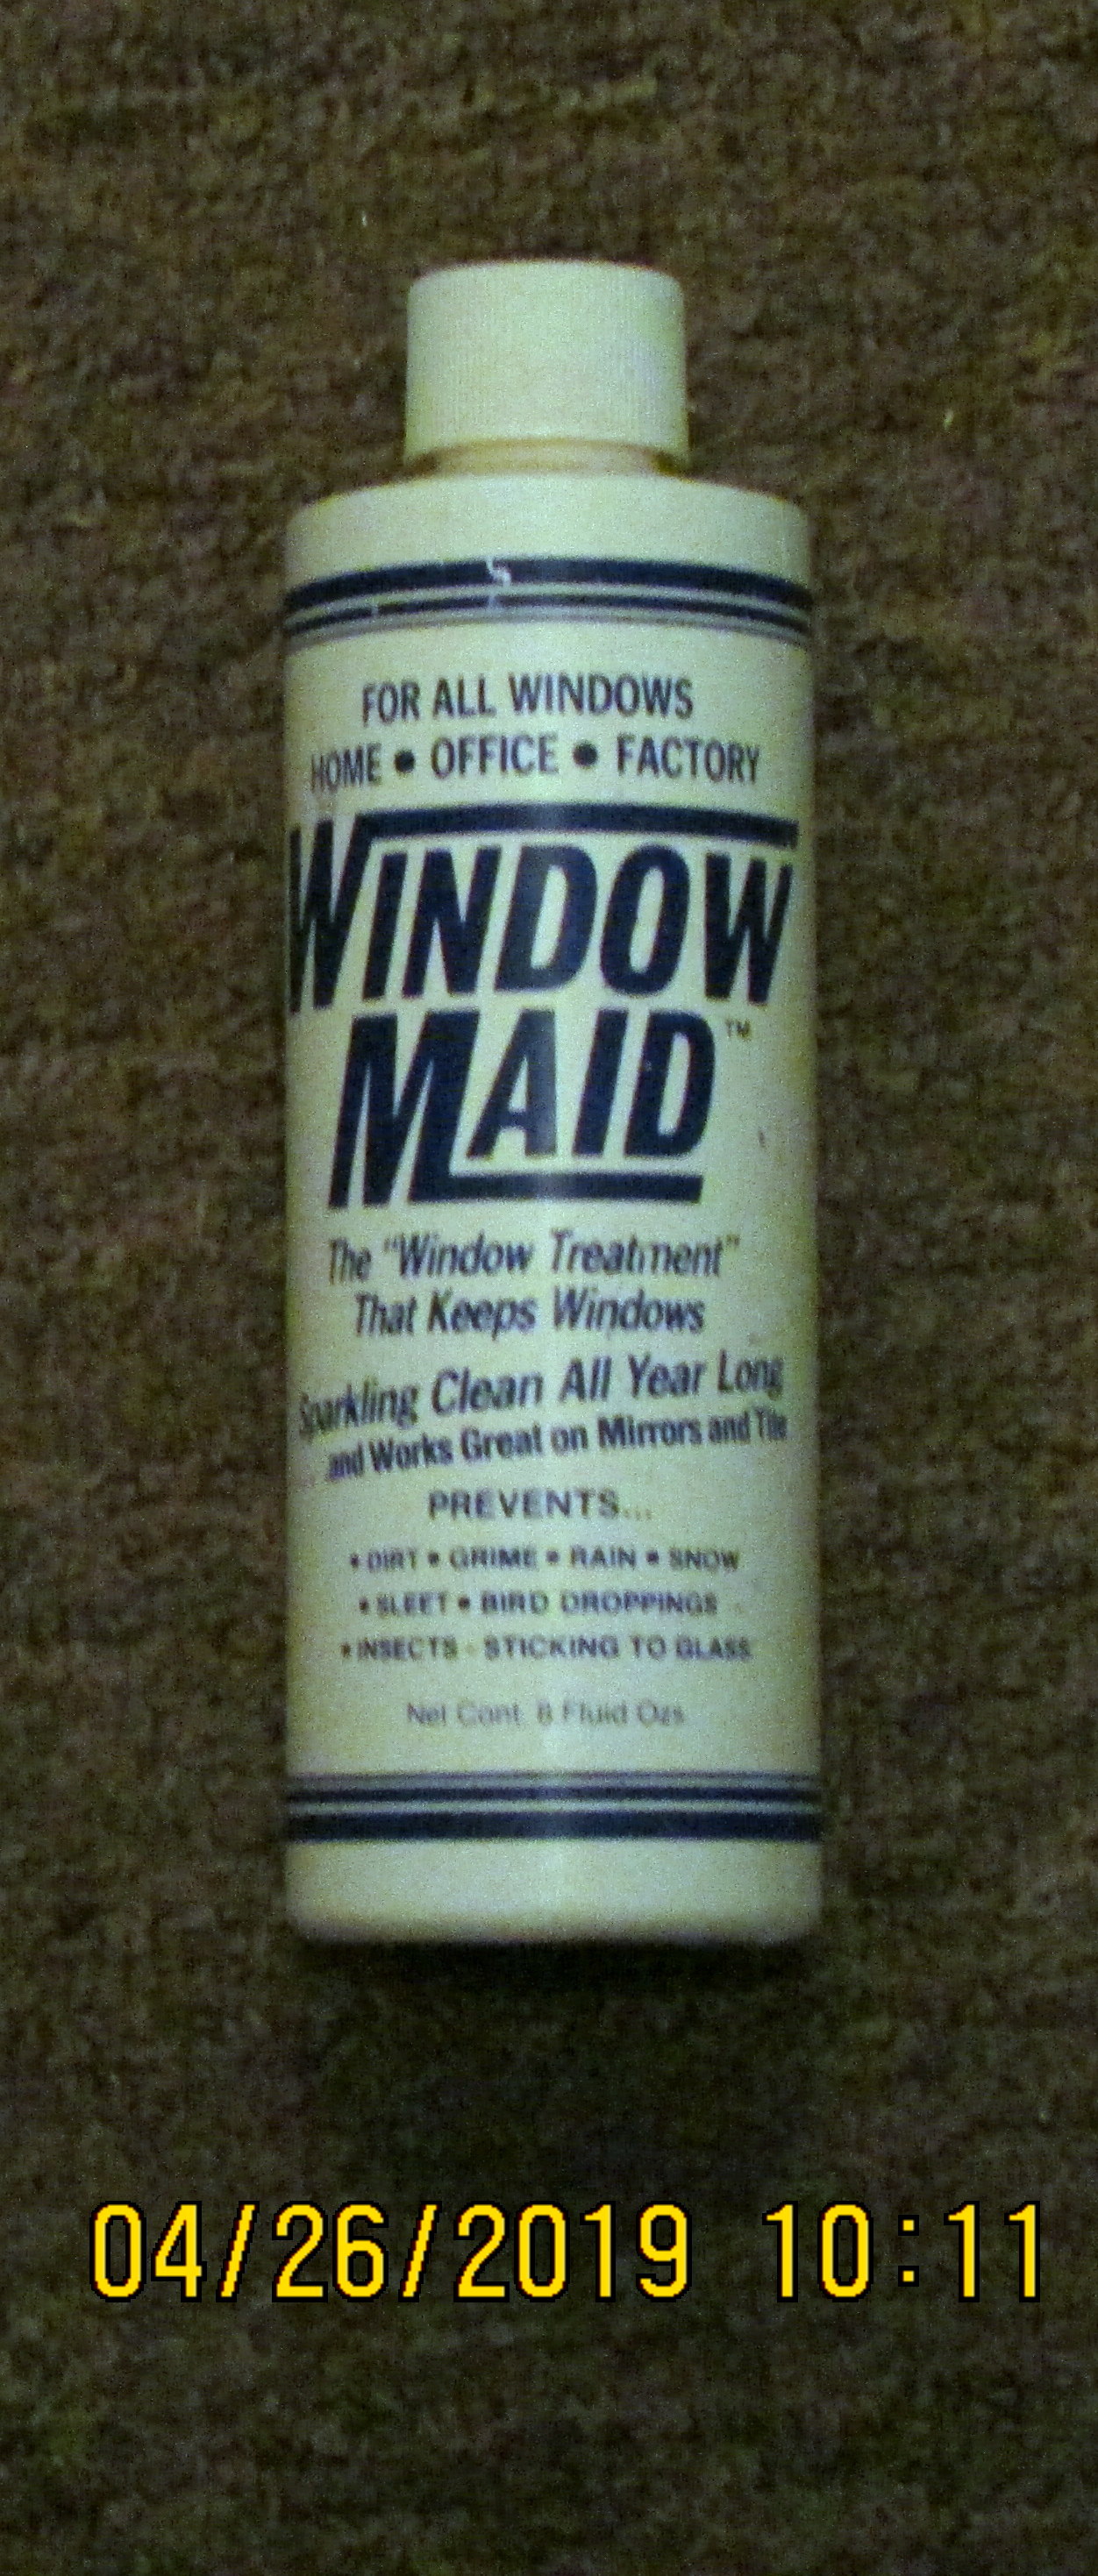 FOR ALL WINDOWS
HOME • OFFICE • FACTORY
WINDOW
MAID™
The "Window Treatment"
That Keeps Windows
Sparkling Clean All Year Long
and Works Great on Mirrors and Tile
PREVENTS...
• DIRT • GRIME • RAIN • SNOW
• SLEET • BIRD DROPPINGS
• INSECTS - STICKING TO GLASS
Net Cont. 8 Fluid Ozs.
04/26/2019 10:11